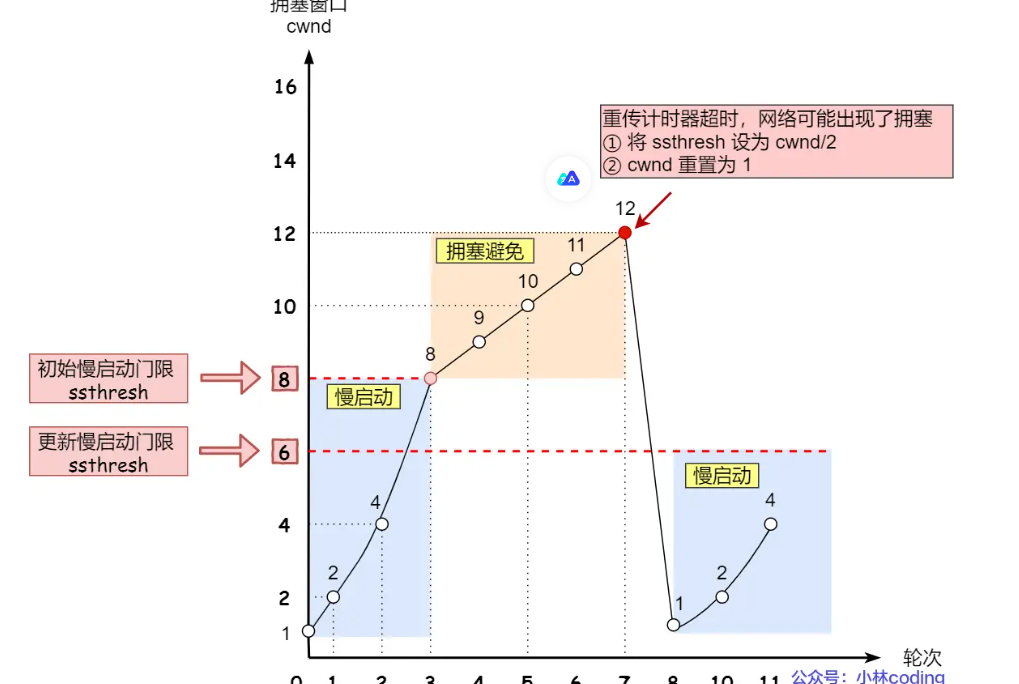 拥塞窗口
cwnd
16
14
12
10
8
6
4
2
1
重传计时器超时，网络可能出现了拥塞
① 将 ssthresh 设为 cwnd/2
② cwnd 重置为 1
12
11
10
9
8
4
2
拥塞避免
慢启动
初始慢启动门限
ssthresh
更新慢启动门限
ssthresh
慢启动
4
2
1
轮次
0 1 2 3 4 5 6 7 8 10 11
公众号：小林coding